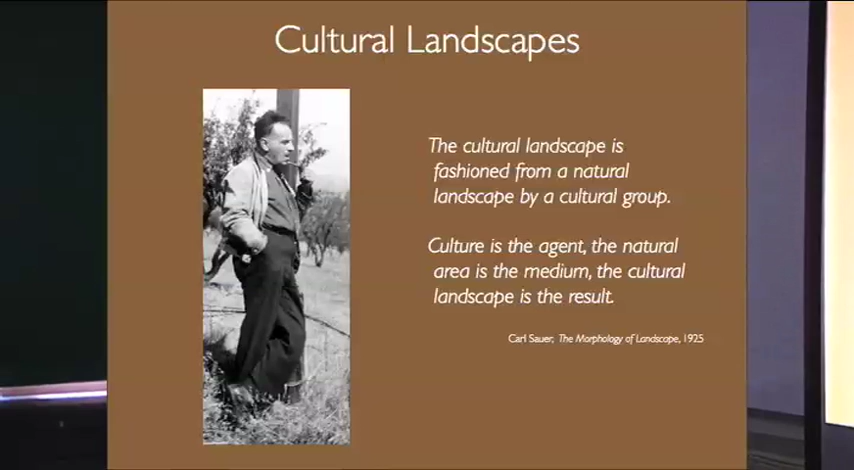 Cultural Landscapes
The cultural landscape is
fashioned from a natural
landscape by a cultural group.
Culture is the agent, the natural
area is the medium, the cultural
landscape is the result.
Carl Sauer, The Morphology of Landscape, 1925